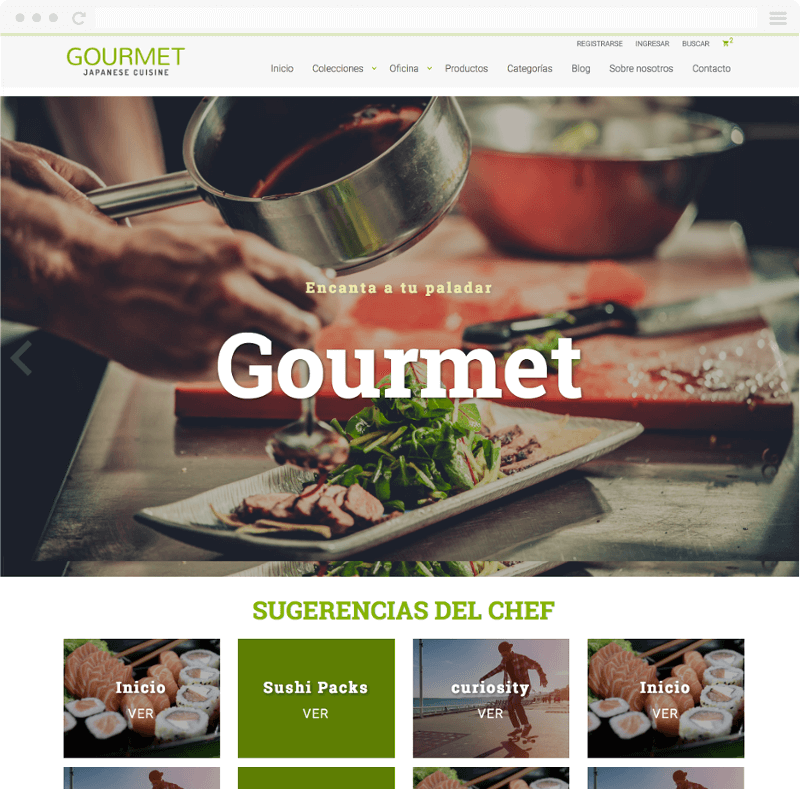 REGISTRARSE INGRESAR BUSCAR 2
GOURMET
JAPANESE CUISINE
Inicio Colecciones Oficina Productos Categorías Blog Sobre nosotros Contacto
Encanta a tu paladar
Gourmet
SUGERENCIAS DEL CHEF
Inicio Sushi Packs curiosity Inicio
VER VER VER VER